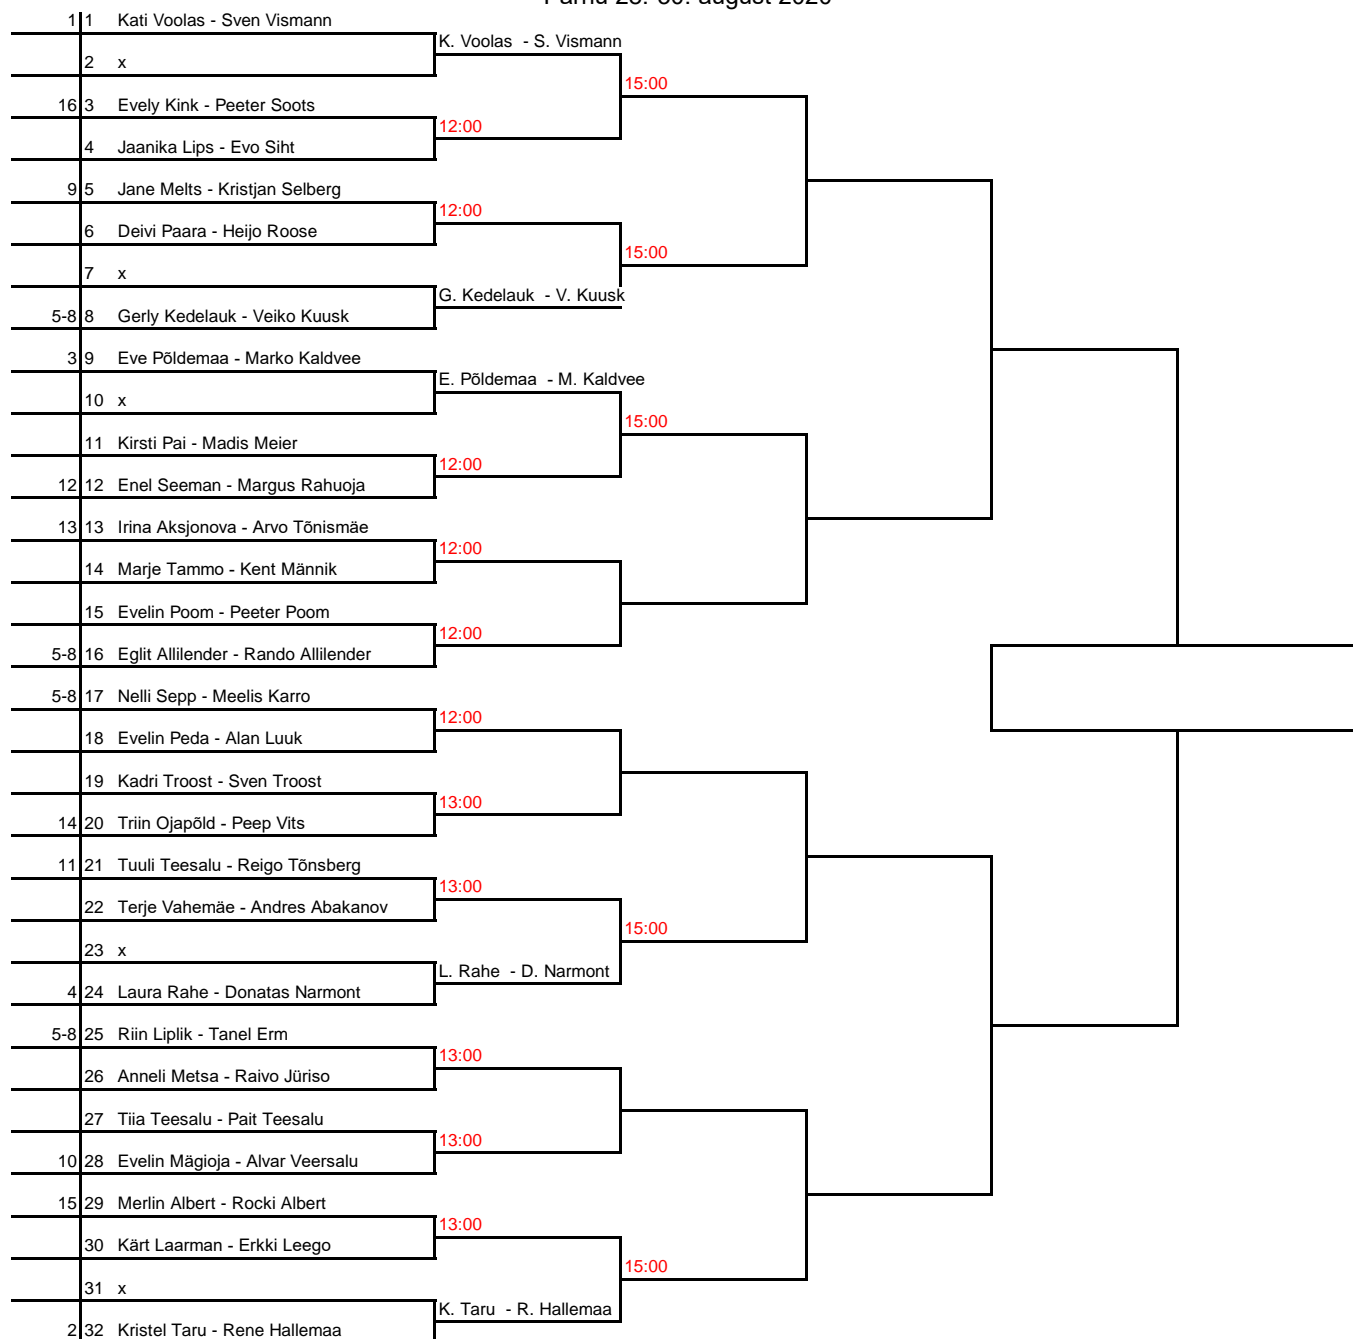 1 1 Kati Voolas - Sven Vismann
K. Voolas - S. Vismann
2 x
15:00
16 3 Evely Kink - Peeter Soots
12:00
4 Jaanika Lips - Evo Siht
9 5 Jane Melts - Kristjan Selberg
12:00
6 Deivi Paara - Heijo Roose
15:00
7 x
G. Kedelauk - V. Kuusk
5-8 8 Gerly Kedelauk - Veiko Kuusk
3 9 Eve Põldemaa - Marko Kaldvee
E. Põldemaa - M. Kaldvee
10 x
15:00
11 Kirsti Pai - Madis Meier
12:00
12 12 Enel Seeman - Margus Rahuoja
13 13 Irina Aksjonova - Arvo Tõnismäe
12:00
14 Marje Tammo - Kent Männik
15 Evelin Poom - Peeter Poom
12:00
5-8 16 Eglit Allilender - Rando Allilender
5-8 17 Nelli Sepp - Meelis Karro
12:00
18 Evelin Peda - Alan Luuk
19 Kadri Troost - Sven Troost
13:00
14 20 Triin Ojapõld - Peep Vits
11 21 Tuuli Teesalu - Reigo Tõnsberg
13:00
22 Terje Vahemäe - Andres Abakanov
15:00
23 x
L. Rahe - D. Narmont
4 24 Laura Rahe - Donatas Narmont
5-8 25 Riin Liplik - Tanel Erm
13:00
26 Anneli Metsa - Raivo Jüriso
27 Tiia Teesalu - Pait Teesalu
13:00
10 28 Evelin Mägioja - Alvar Veersalu
15 29 Merlin Albert - Rocki Albert
13:00
30 Kärt Laarman - Erkki Leego
15:00
31 x
K. Taru - R. Hallemaa
2 32 Kristel Taru - Rene Hallemaa